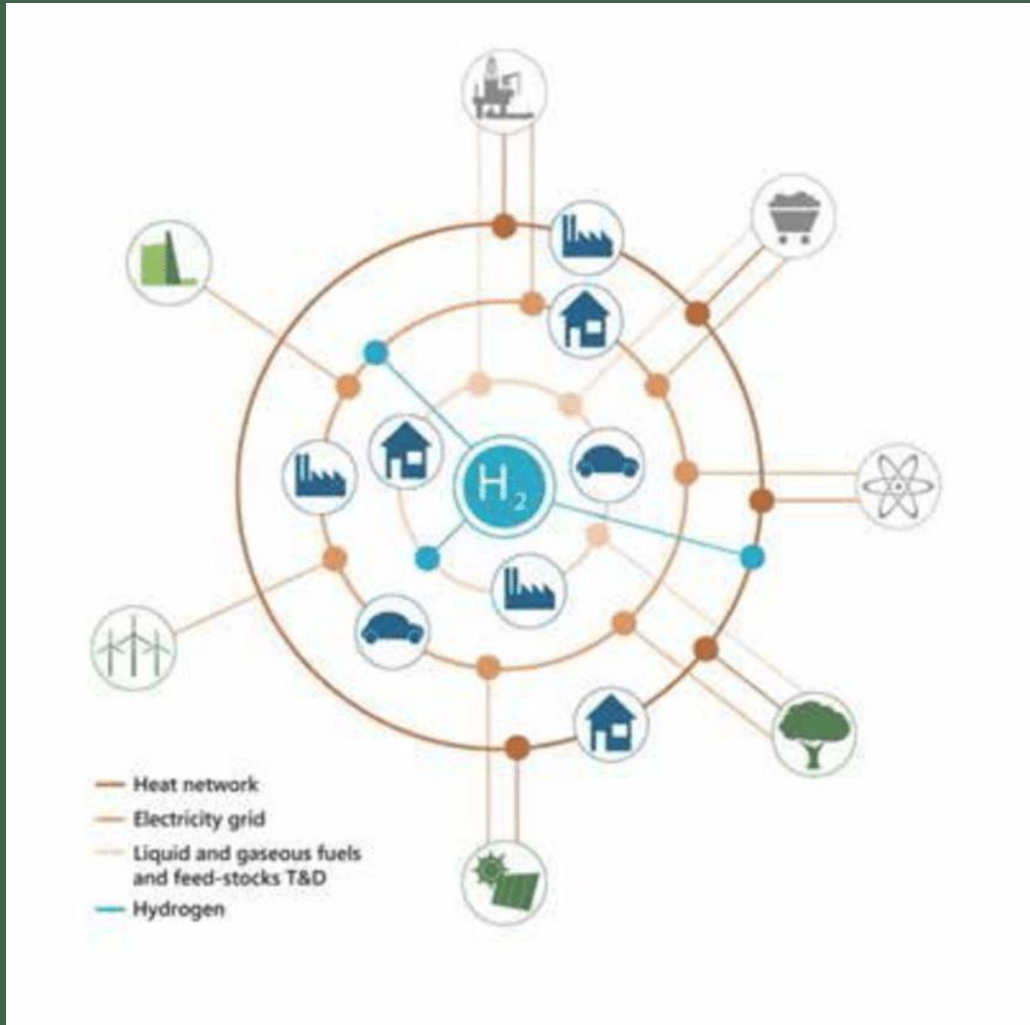 H2
Heat network
Electricity grid
Liquid and gaseous fuels
and feed-stocks T&D
Hydrogen